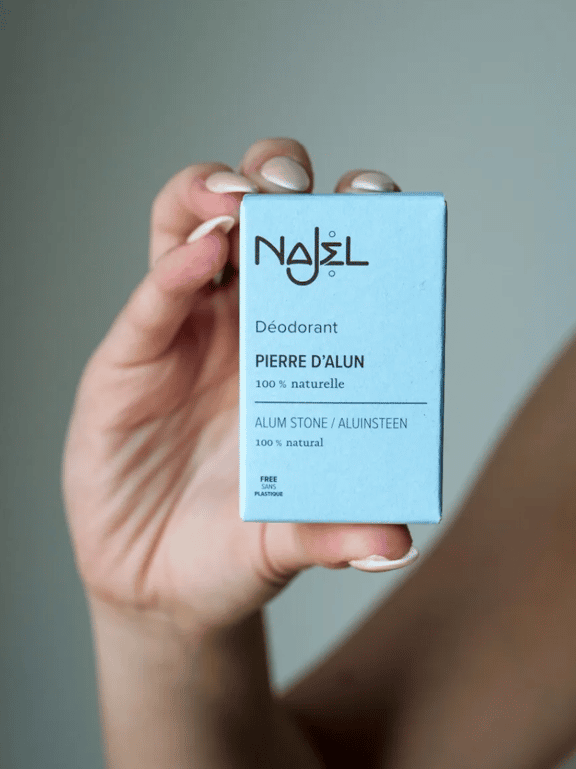 NAJEL
Déodorant
PIERRE D'ALUN
100 % naturelle
ALUM STONE / ALUINSTEEN
100 % natural
FREE
SANS
PLASTIQUE